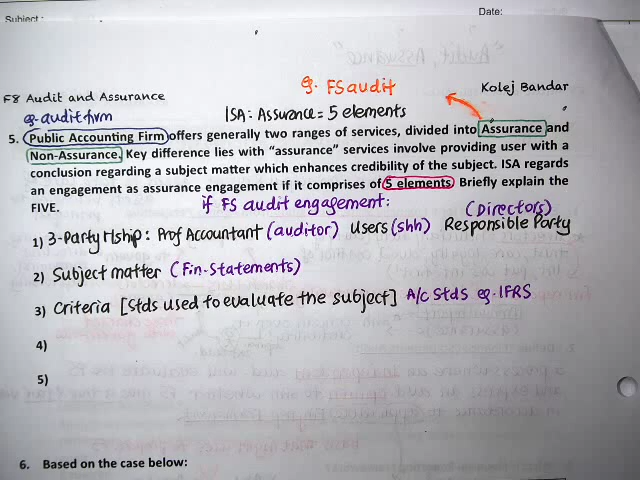 Subject:
Date:
eg. FS audit
Kolej Bandar
F8 Audit and Assurance
eg. audit firm
ISA: Assurance = 5 elements
5. Public Accounting Firm offers generally two ranges of services, divided into Assurance and
Non-Assurance. Key difference lies with "assurance" services involve providing user with a
conclusion regarding a subject matter which enhances credibility of the subject. ISA regards
an engagement as assurance engagement if it comprises of 5 elements. Briefly explain the
FIVE.
if FS audit engagement:
(Directors)
1) 3-Party r/ship: Prof Accountant (auditor) Users (shh) Responsible Party
2) Subject matter (Fin-Statements)
3) Criteria [Stds used to evaluate the subject] A/c Stds eg. IFRS
4)
5)
6. Based on the case below: